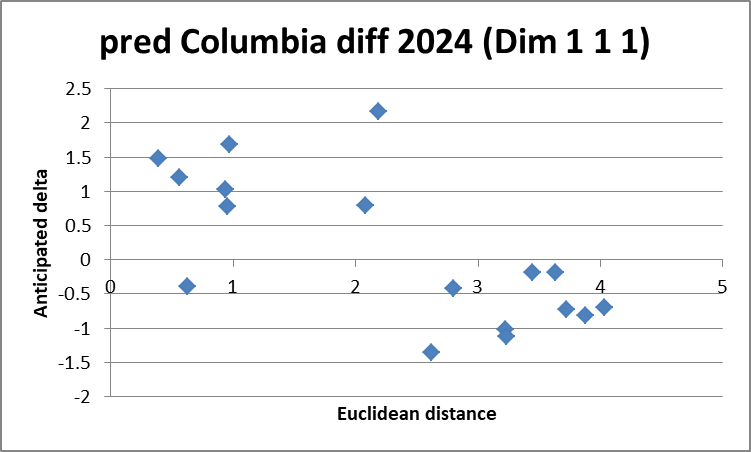 pred Columbia diff 2024 (Dim 1 1 1)
2.5
2
1.5
1
0.5
0
-0.5
-1
-1.5
-2
0 1 2 3 4 5
Anticipated delta
Euclidean distance